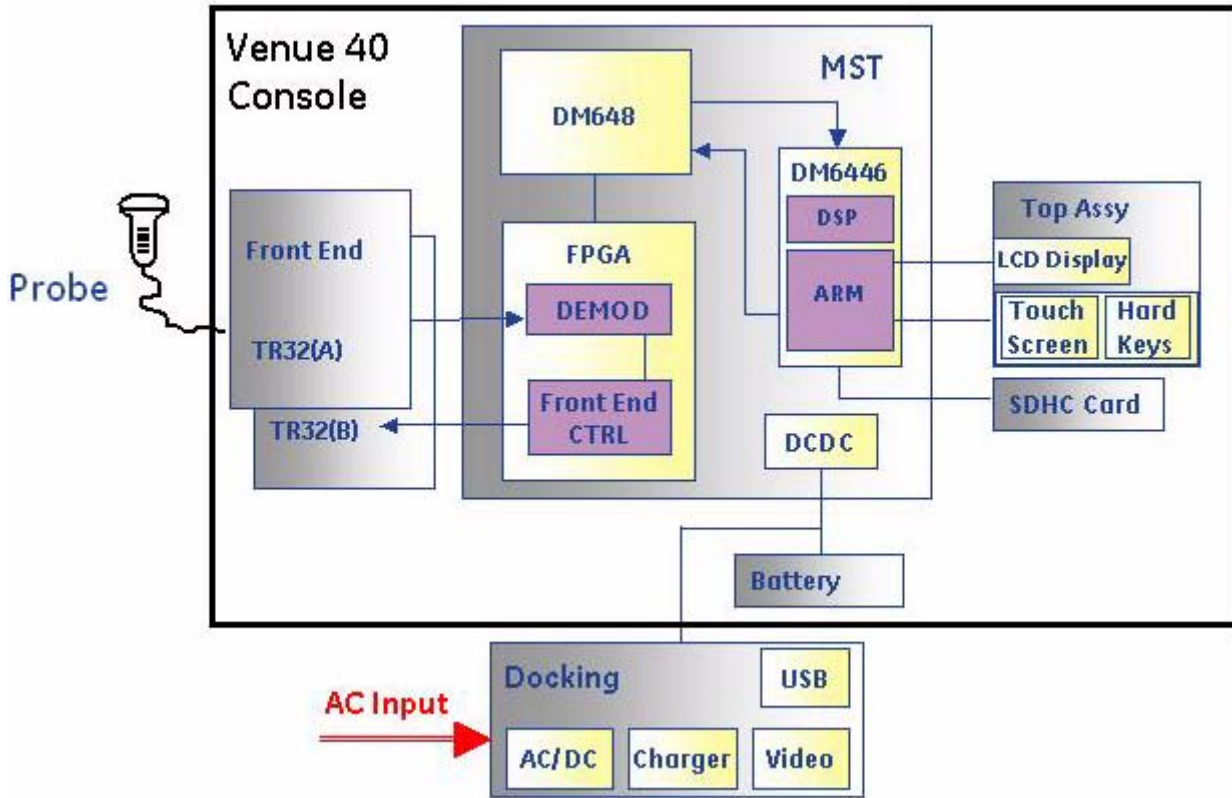 Venue 40
Console
MST
DM648
DM6446
DSP
ARM
Top Assy
LCD Display
Touch
Screen
Hard
Keys
SDHC Card
Probe
Front End
TR32(A)
TR32(B)
FPGA
DEMOD
Front End
CTRL
DCDC
Battery
Docking
USB
AC Input
AC/DC
Charger
Video